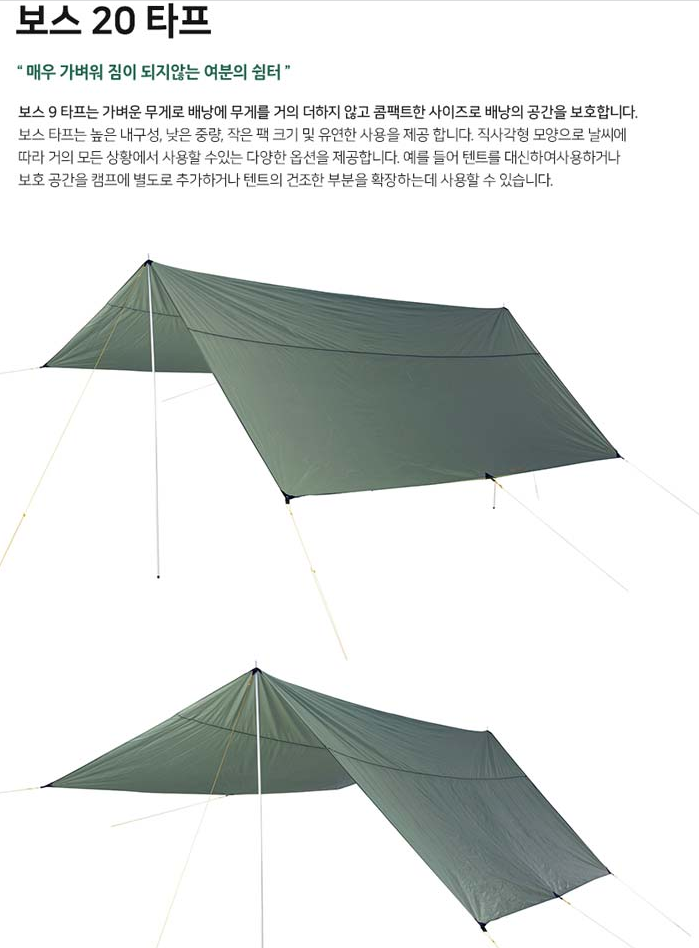 보스 20 타프
“ 매우 가벼워 짐이 되지않는 여분의 쉼터 ”
보스 9 타프는 가벼운 무게로 배낭에 무게를 거의 더하지 않고 콤팩트한 사이즈로 배낭의 공간을 보호합니다.
보스 타프는 높은 내구성, 낮은 중량, 작은 팩 크기 및 유연한 사용을 제공 합니다. 직사각형 모양으로 날씨에
따라 거의 모든 상황에서 사용할 수있는 다양한 옵션을 제공합니다. 예를 들어 텐트를 대신하여사용하거나
보호 공간을 캠프에 별도로 추가하거나 텐트의 건조한 부분을 확장하는데 사용할 수 있습니다.